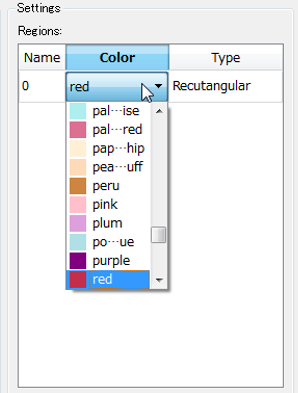 Settings
Regions:
Name Color Type
0 red Recutangular
pal···ise
pal···red
pap···hip
pea···uff
peru
pink
plum
po···ue
purple
red